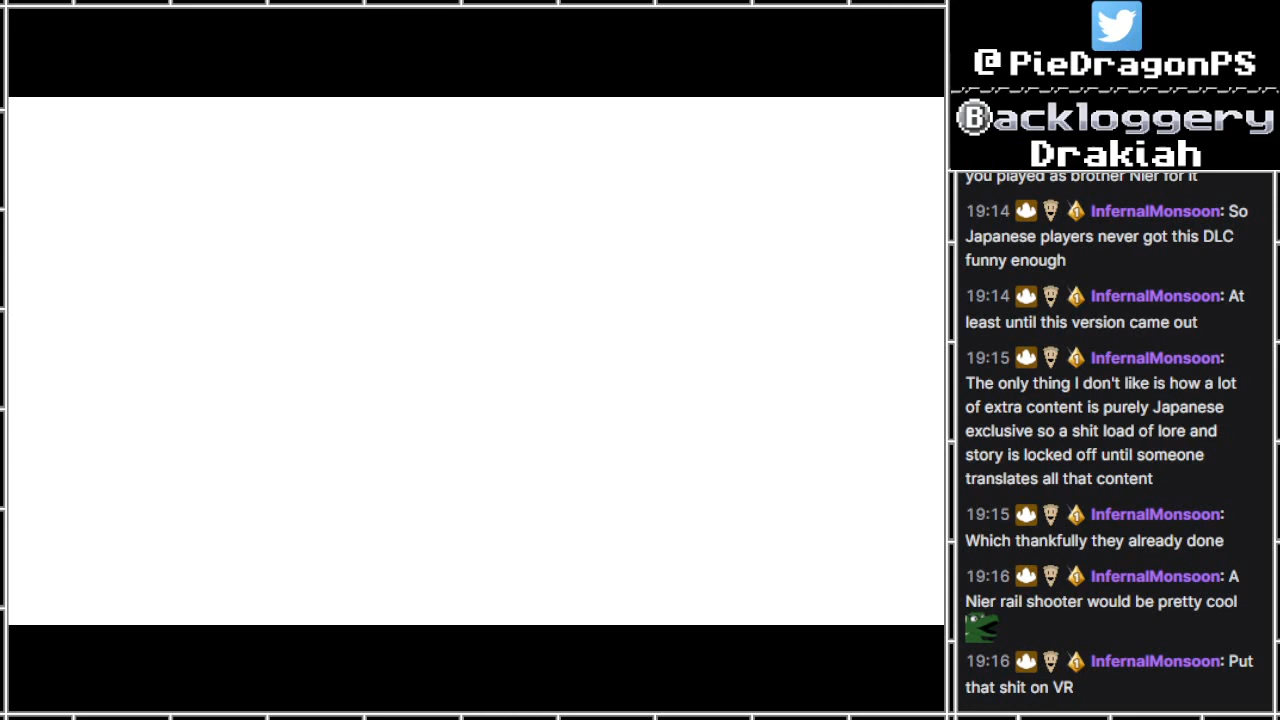 @PieDragonPS
Backloggery
Drakiah
you played as brother Nier for it
19:14 InfernalMonsoon: So
Japanese players never got this DLC
funny enough
19:14 InfernalMonsoon: At
least until this version came out
19:15 InfernalMonsoon:
The only thing I don't like is how a lot
of extra content is purely Japanese
exclusive so a shit load of lore and
story is locked off until someone
translates all that content
19:15 InfernalMonsoon:
Which thankfully they already done
19:16 InfernalMonsoon: A
Nier rail shooter would be pretty cool
19:16 InfernalMonsoon: Put
that shit on VR